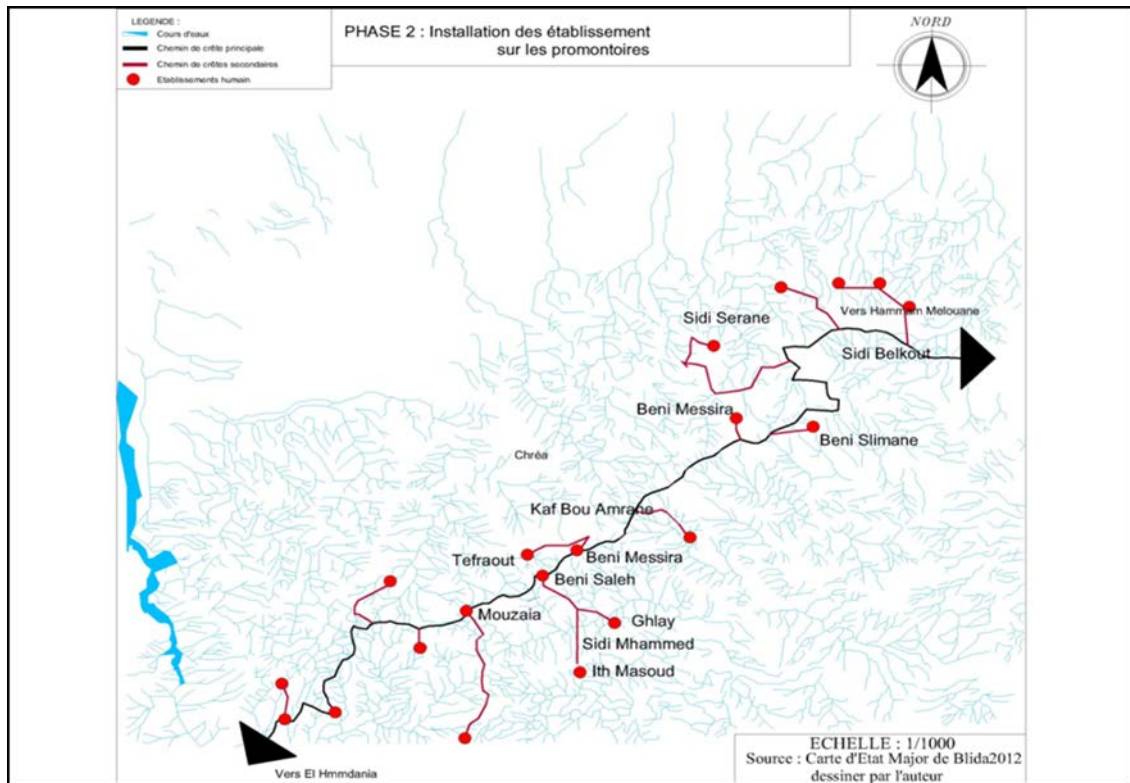 LEGENDE :
Cours d'eaux
Chemin de crête principale
Chemin de crêtes secondaires
Etablissements humain
PHASE 2 : Installation des établissement
sur les promontoires
NORD
Vers Hammam Melouane
Sidi Serane
Sidi Belkout
Beni Messira
Beni Slimane
Chréa
Kaf Bou Amrane
Tefraout
Beni Messira
Beni Saleh
Mouzaia
Ghlay
Sidi Mhammed
Ith Masoud
Vers El Hmmdania
ECHELLE : 1/1000
Source : Carte d'Etat Major de Blida2012
dessiner par l'auteur